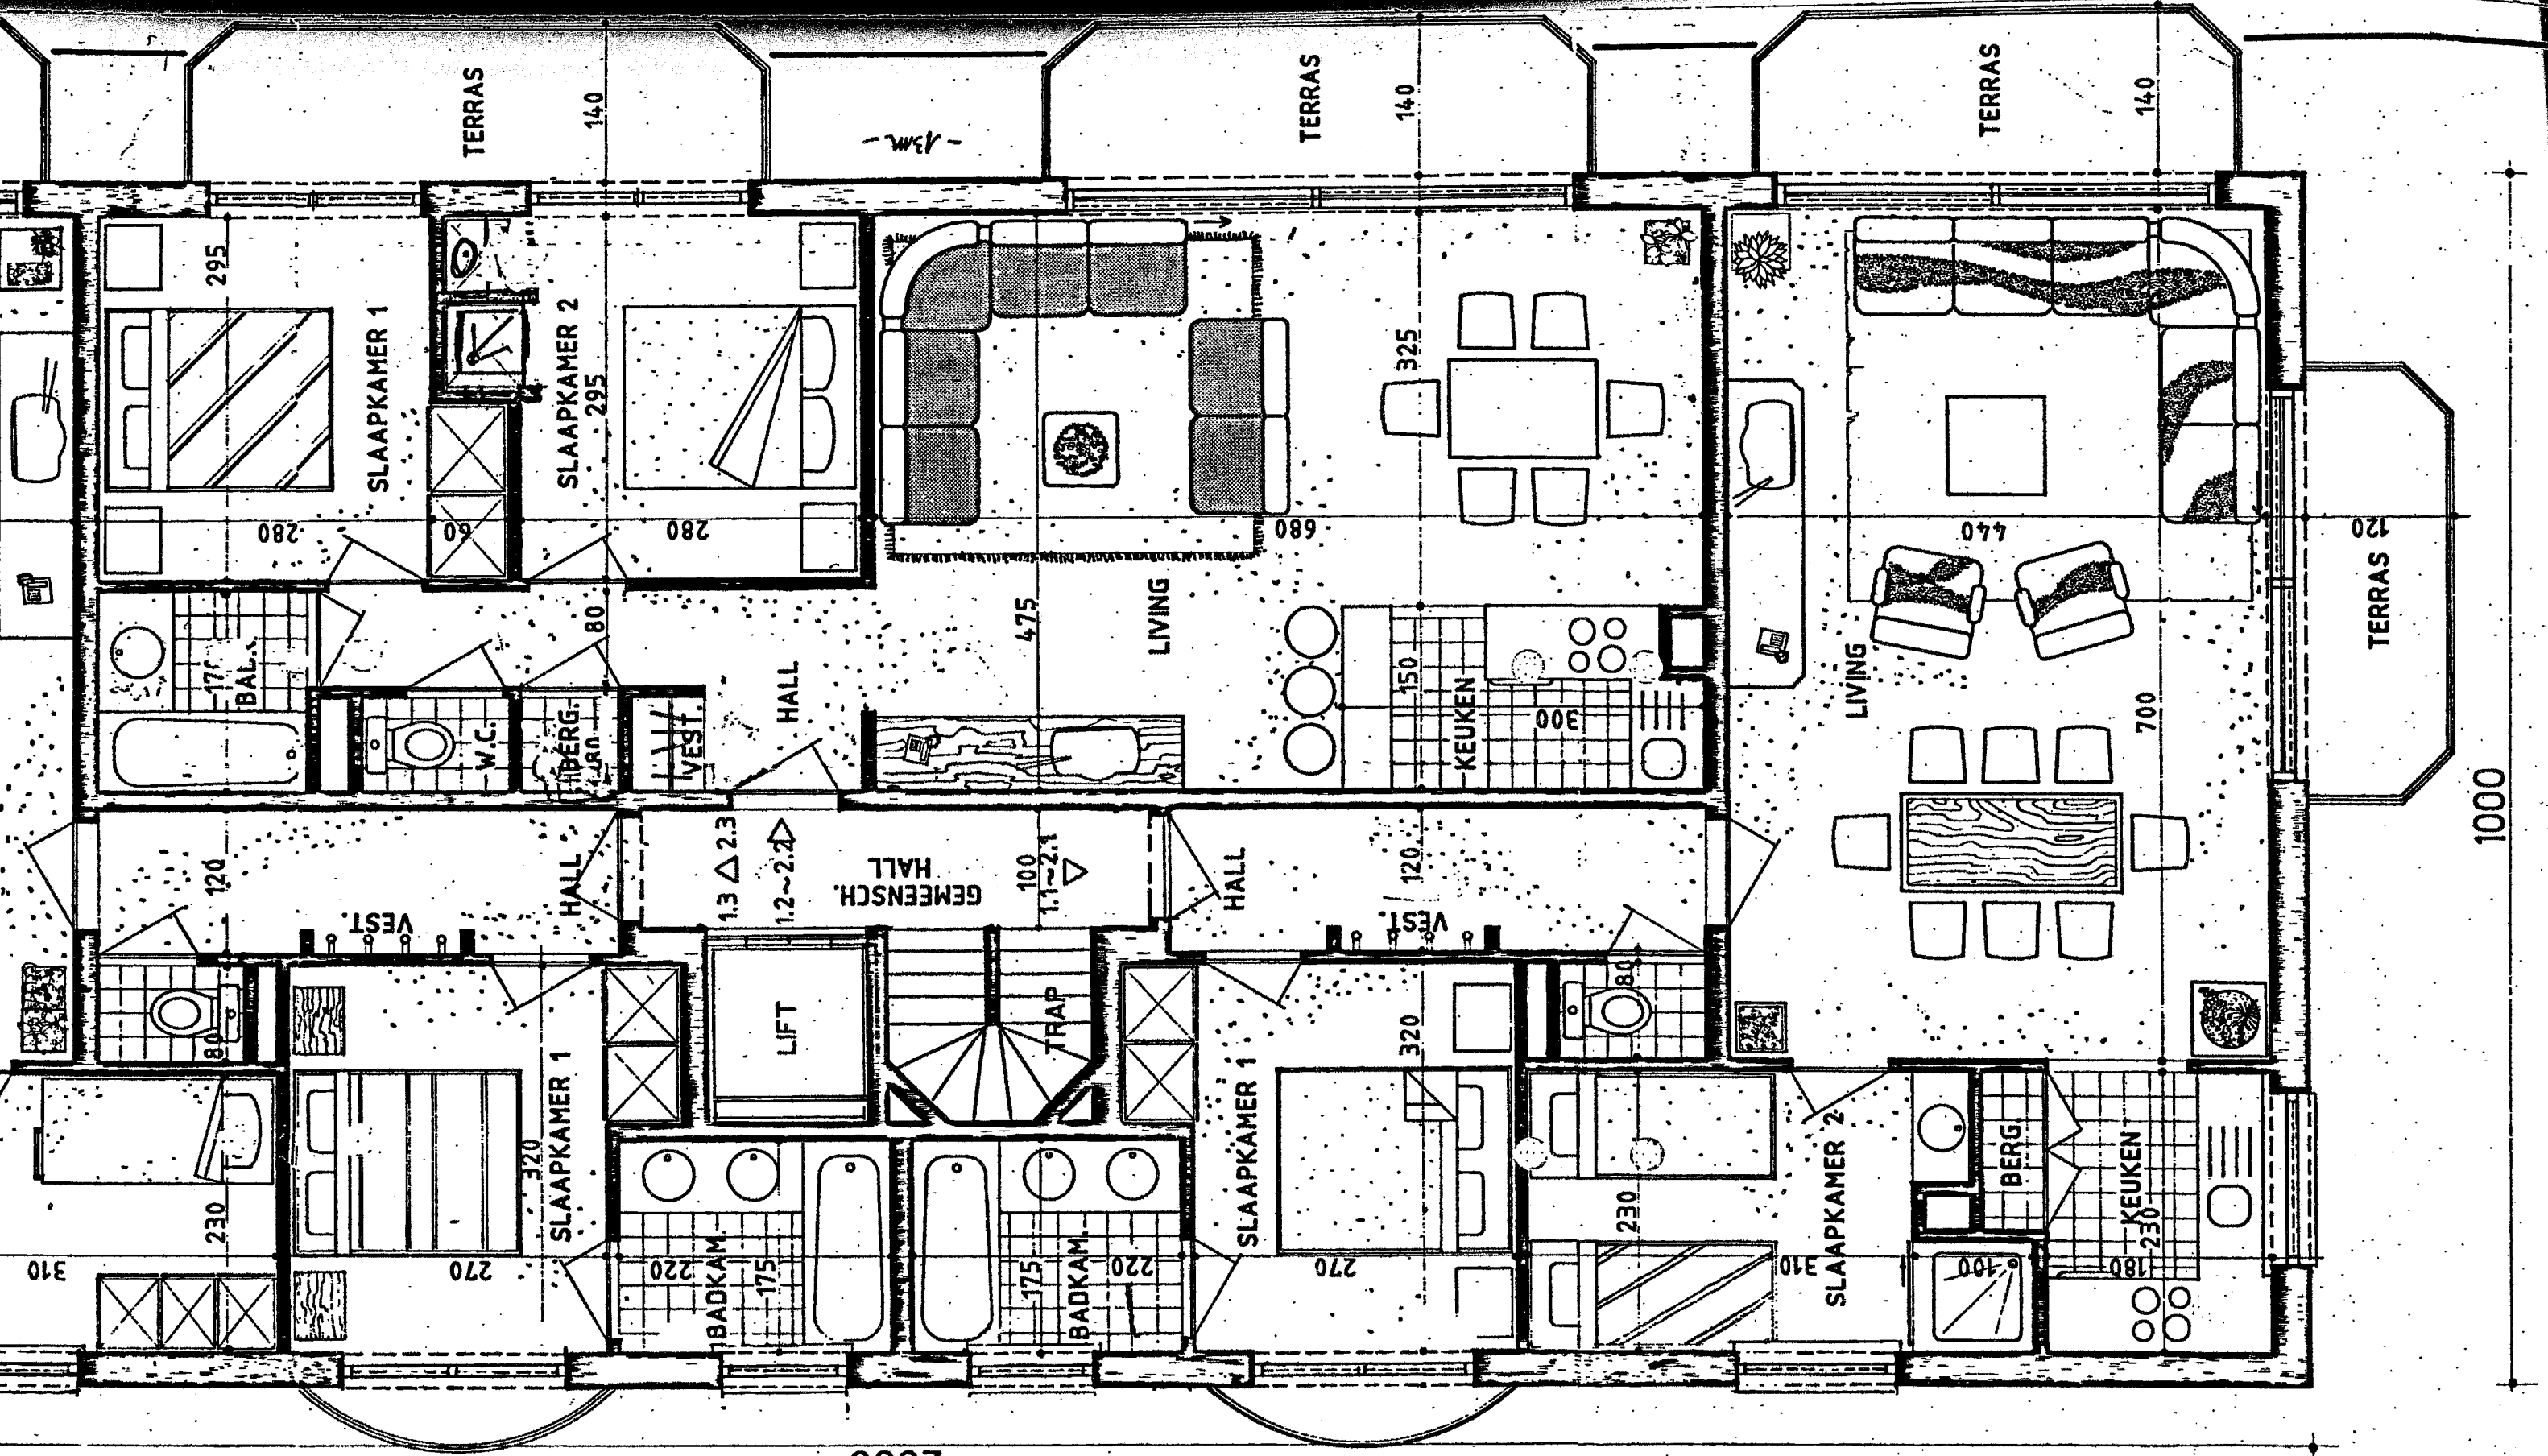 TERRAS
140
-13m-
TERRAS
140
TERRAS
140
295
SLAAPKAMER 1
280
60
SLAAPKAMER 2
295
280
325
680
475
LIVING
HALL
80
W.C.
BERG.
80
VEST.
150
KEUKEN
300
440
LIVING
700
120
TERRAS
1000
120
VEST.
HALL
1.3 △ 2.3
1.2~2.2 △
GEMEENSCH.
HALL
100
1.1~2.1 ▽
HALL
120
VEST.
80
80
LIFT
TRAP
310
230
270
320
SLAAPKAMER 1
220
BADKAM.
175
175
BADKAM.
220
SLAAPKAMER 1
320
270
230
310
SLAAPKAMER 2
BERG.
100
KEUKEN
230
180